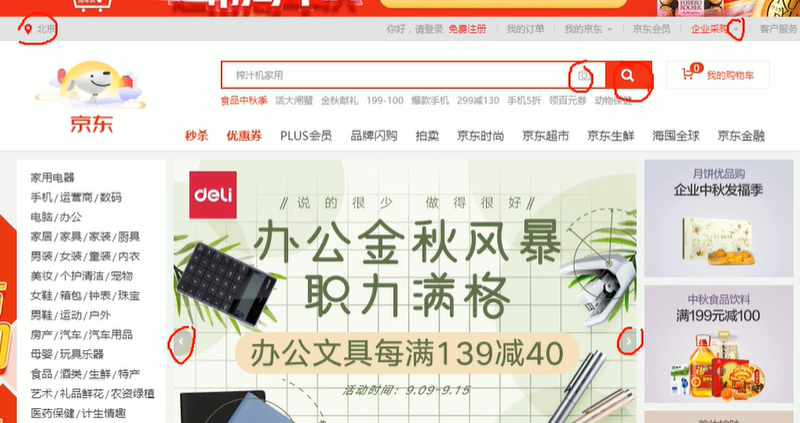 北京
你好，请登录 免费注册 我的订单 我的京东 京东会员 企业采购 客户服务
榨汁机家用
0 我的购物车
食品中秋季 活大闸蟹 金秋献礼 199-100 爆款手机 299减130 手机5折 领百元券 动物保健
京东
秒杀 优惠券 PLUS会员 品牌闪购 拍卖 京东时尚 京东超市 京东生鲜 海囤全球 京东金融
家用电器
手机/运营商/数码
电脑/办公
家居/家具/家装/厨具
男装/女装/童装/内衣
美妆/个护清洁/宠物
女鞋/箱包/钟表/珠宝
男鞋/运动/户外
房产/汽车/汽车用品
母婴/玩具乐器
食品/酒类/生鲜/特产
艺术/礼品鲜花/农资绿植
医药保健/计生情趣
deli
//说的很少 做得很好//
办公金秋风暴
职力满格
办公文具每满139减40
活动时间：9.09-9.15
月饼优品购
企业中秋发福季
中秋食品饮料
满199元减100